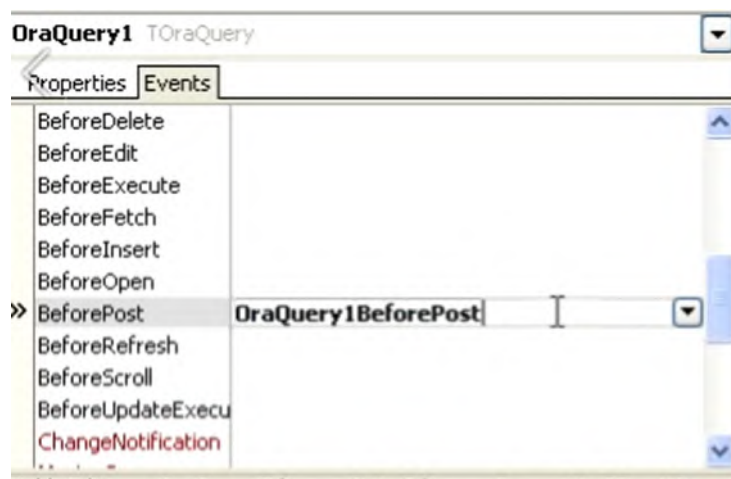 OraQuery1 TOraQuery
Properties Events
BeforeDelete
BeforeEdit
BeforeExecute
BeforeFetch
BeforeInsert
BeforeOpen
» BeforePost OraQuery1BeforePost
BeforeRefresh
BeforeScroll
BeforeUpdateExecu
ChangeNotification